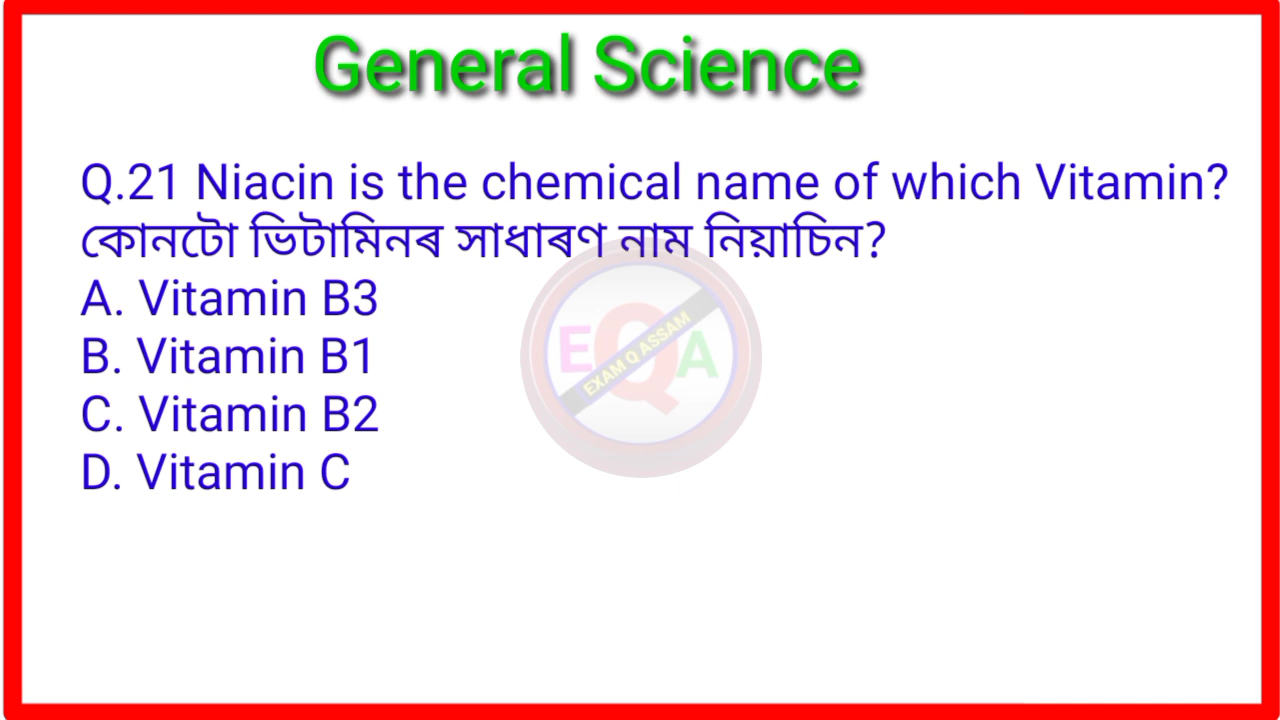 General Science
Q.21 Niacin is the chemical name of which Vitamin?
কোনটো ভিটামিনৰ সাধাৰণ নাম নিয়াচিন?
A. Vitamin B3
B. Vitamin B1
C. Vitamin B2
D. Vitamin C
EQA
EXAM Q ASSAM